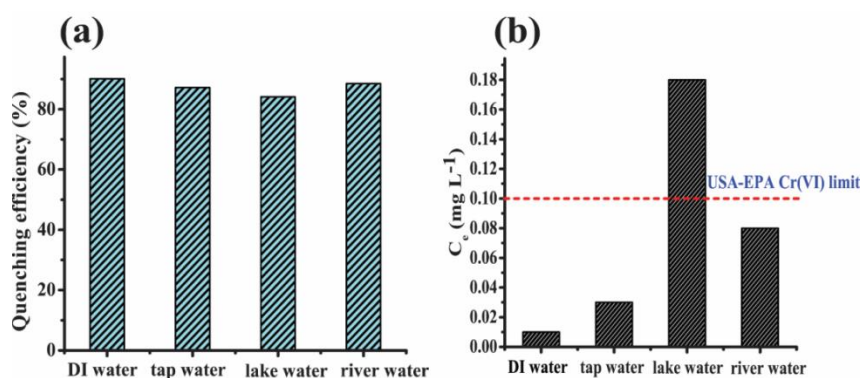 (a)
Quenching efficiency (%)
80
60
40
20
0
DI water tap water lake water river water
(b)
C_e (mg L⁻¹)
0.18
0.16
0.14
0.12
0.10
0.08
0.06
0.04
0.02
0.00
USA-EPA Cr(VI) limit
DI water tap water lake water river water